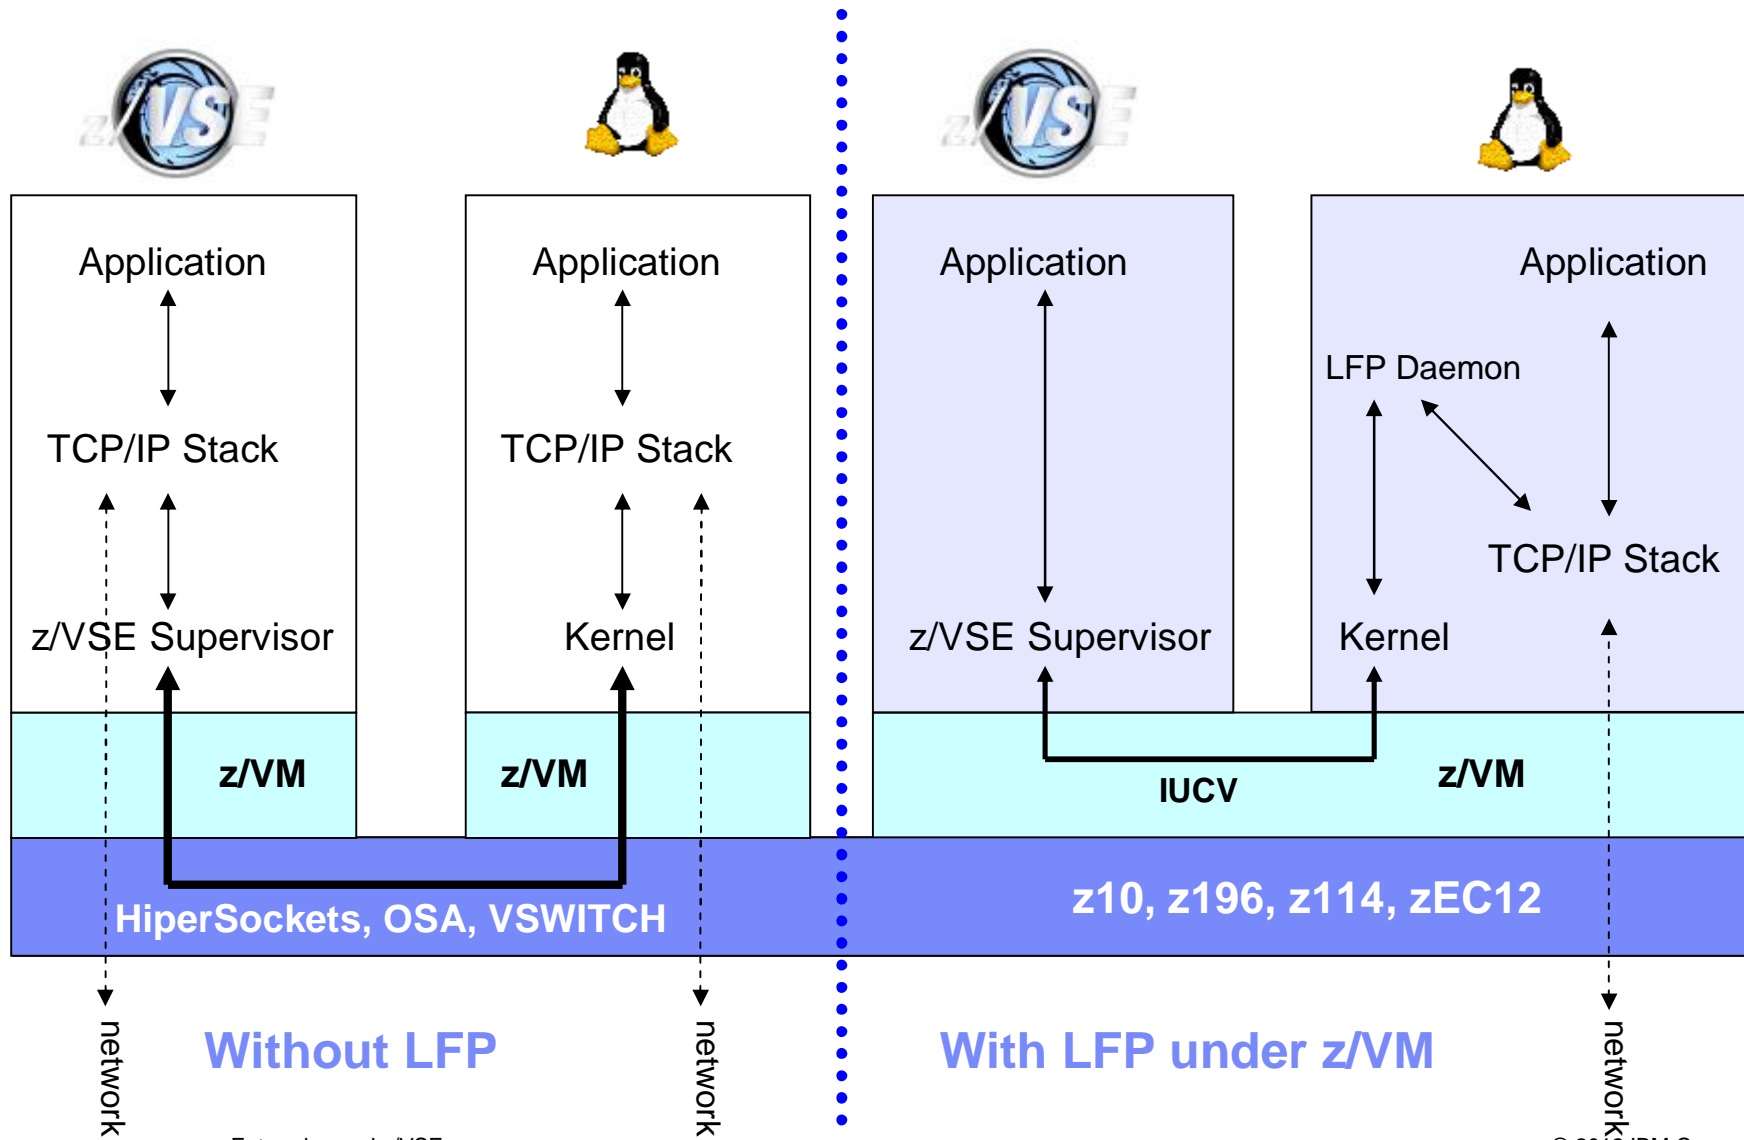 z/VSE
z/VSE
Application
Application
Application
Application
LFP Daemon
TCP/IP Stack
TCP/IP Stack
TCP/IP Stack
z/VSE Supervisor
Kernel
z/VSE Supervisor
Kernel
z/VM
z/VM
IUCV
z/VM
HiperSockets, OSA, VSWITCH
z10, z196, z114, zEC12
network
Without LFP
network
With LFP under z/VM
network